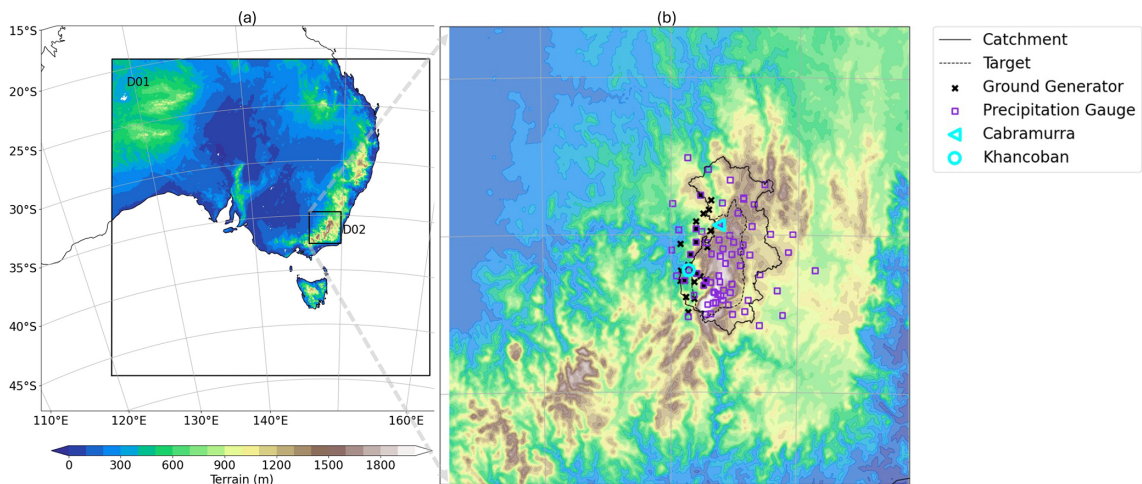 (a)
(b)
15°S
20°S
25°S
30°S
35°S
40°S
45°S
D01
D02
110°E
120°E
130°E
140°E
150°E
160°E
0
300
600
900
1200
1500
1800
Terrain (m)
Catchment
Target
Ground Generator
Precipitation Gauge
Cabramurra
Khancoban